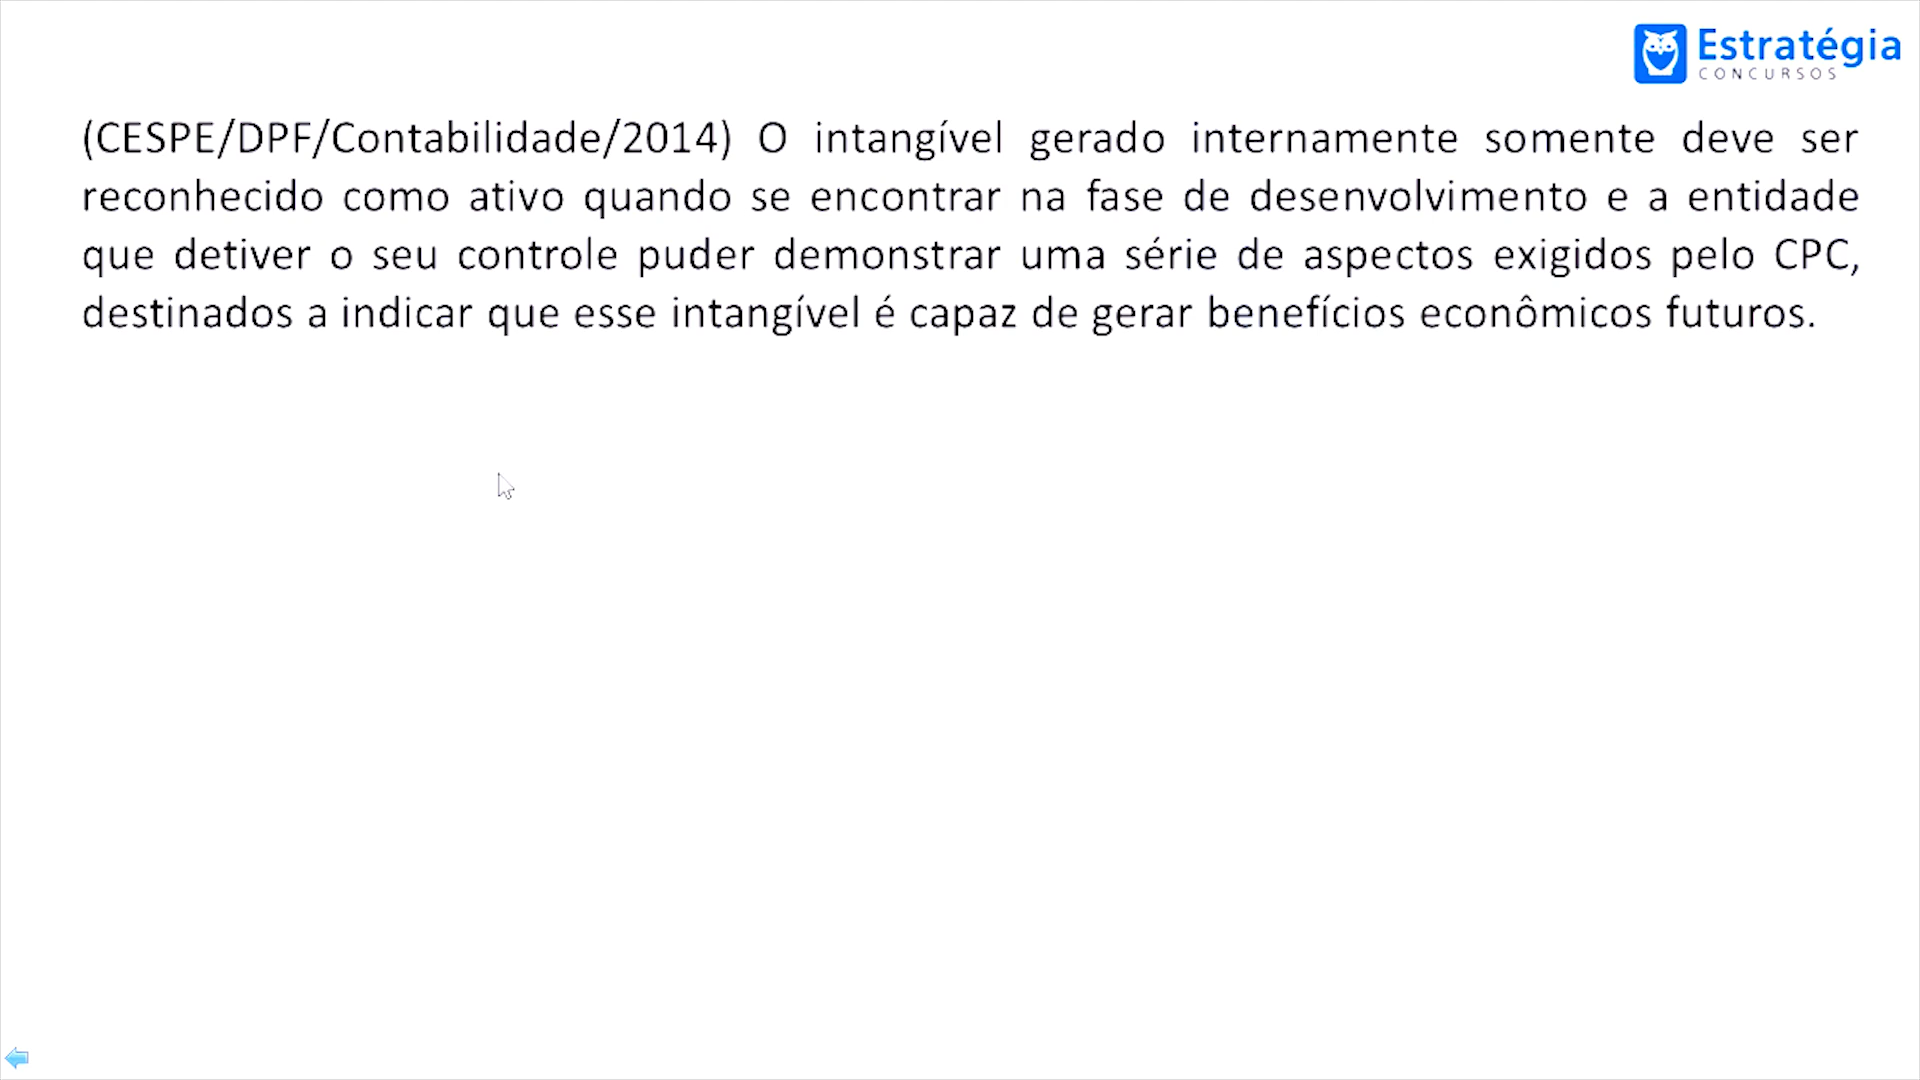 Estratégia
CONCURSOS
(CESPE/DPF/Contabilidade/2014) O intangível gerado internamente somente deve ser
reconhecido como ativo quando se encontrar na fase de desenvolvimento e a entidade
que detiver o seu controle puder demonstrar uma série de aspectos exigidos pelo CPC,
destinados a indicar que esse intangível é capaz de gerar benefícios econômicos futuros.